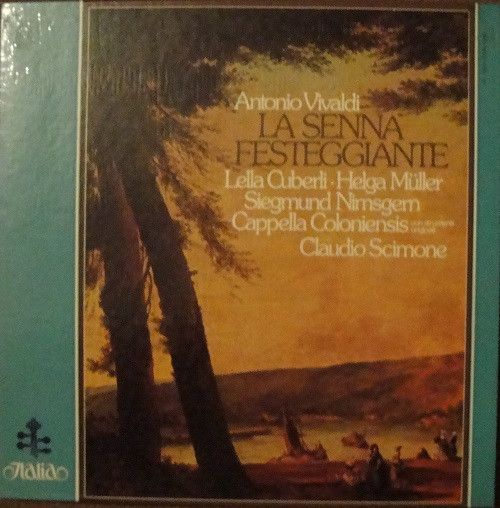 Antonio Vivaldi
LA SENNA
FESTEGGIANTE
Lella Cuberli · Helga Müller
Siegmund Nimsgern
Cappella Coloniensis
Claudio Scimone
Italia